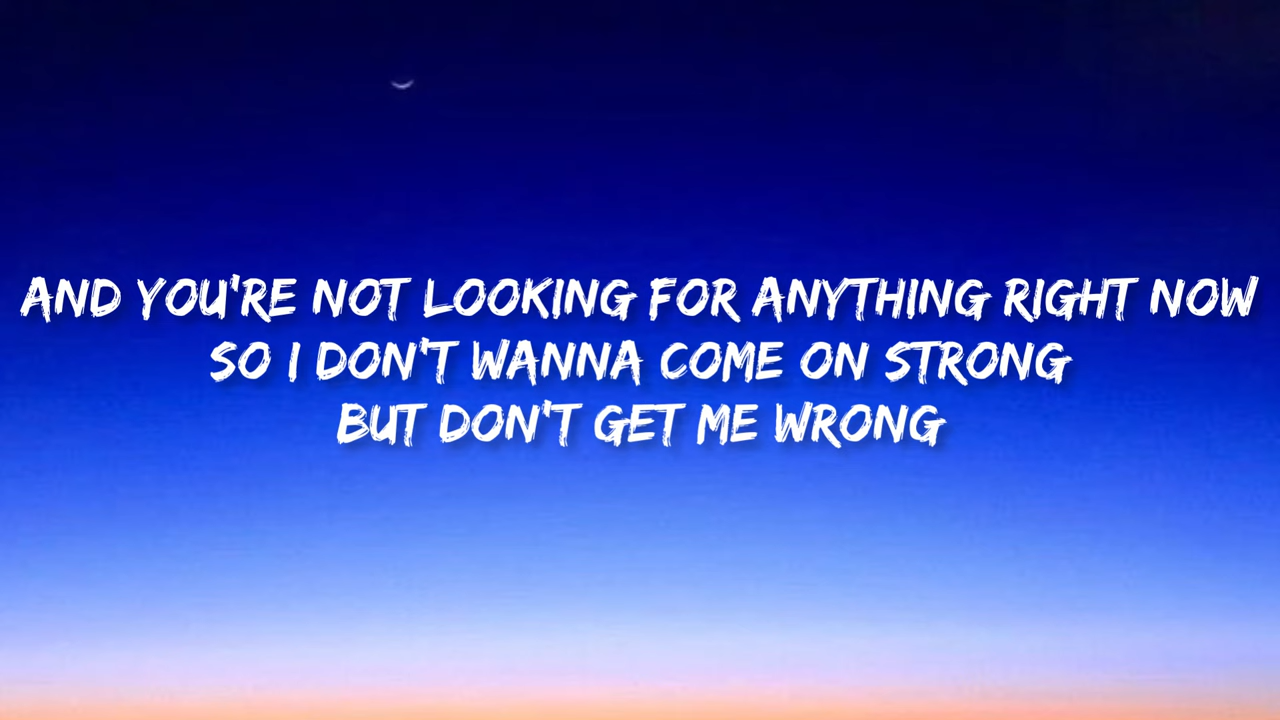 AND YOU'RE NOT LOOKING FOR ANYTHING RIGHT NOW
SO I DON'T WANNA COME ON STRONG
BUT DON'T GET ME WRONG